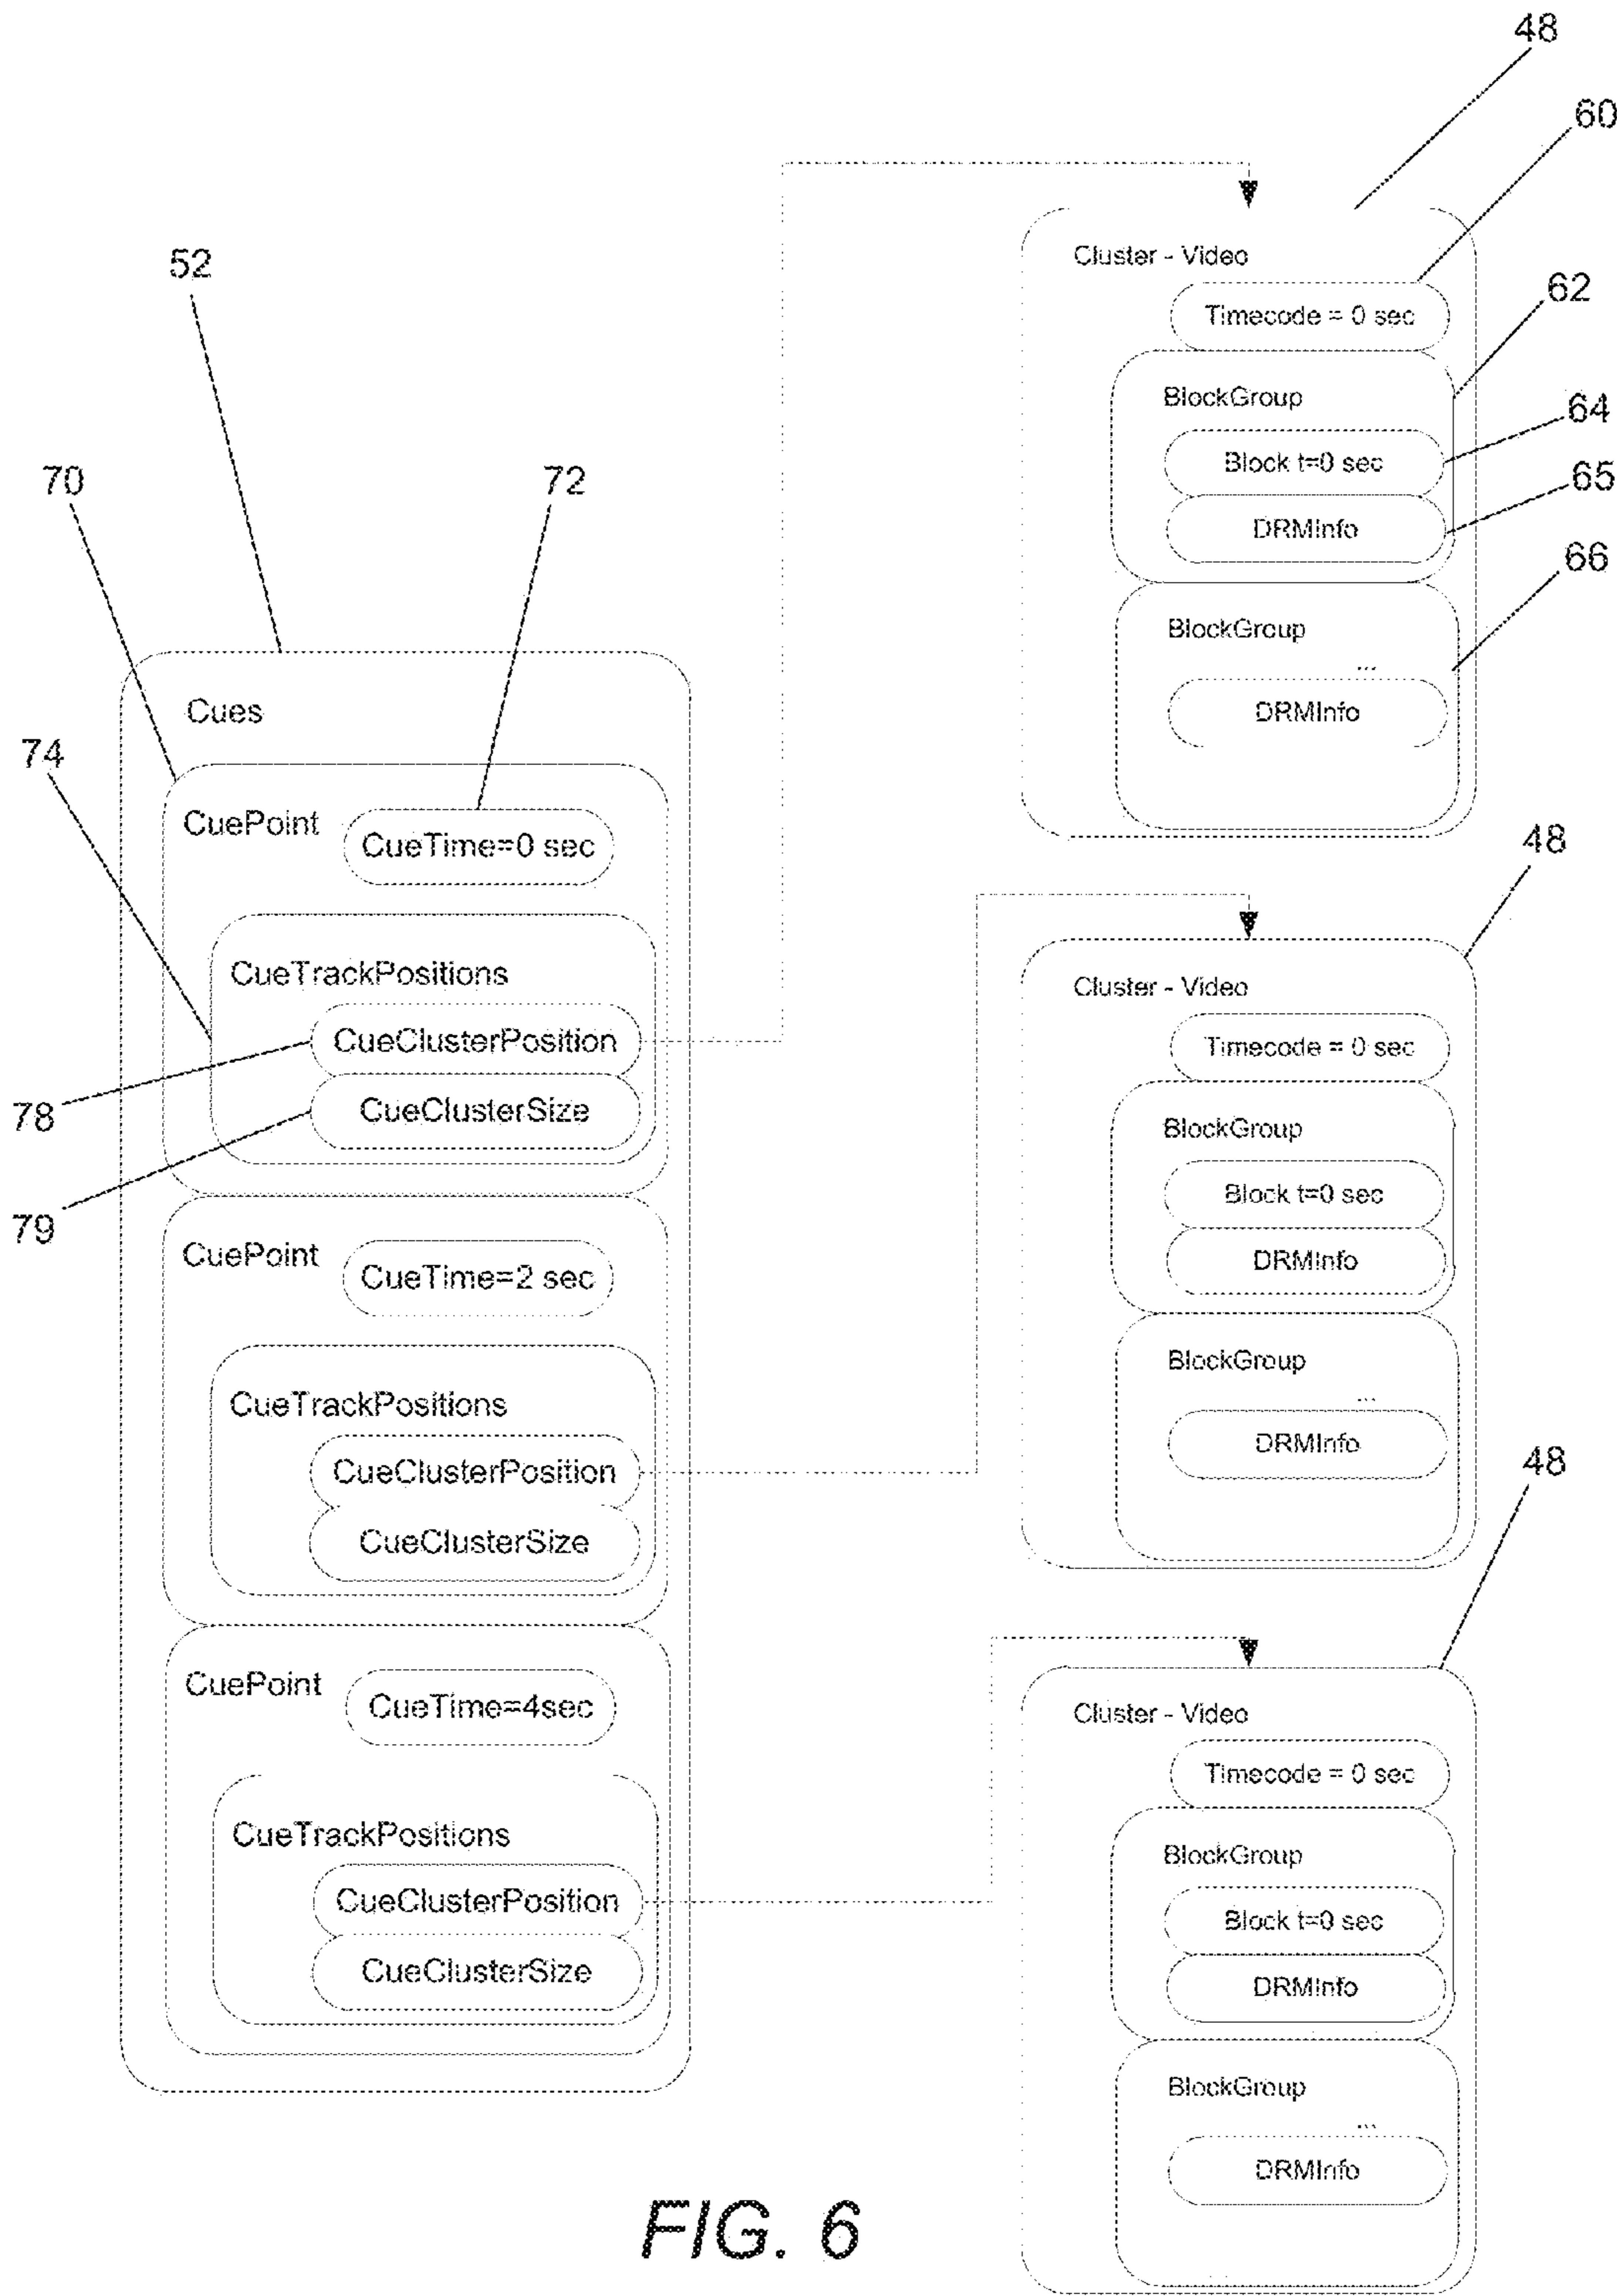 48
60
52
Cluster - Video
Timecode = 0 sec
62
BlockGroup
64
Block t=0 sec
65
DRMInfo
66
BlockGroup
...
DRMInfo
70
72
Cues
74
CuePoint
CueTime=0 sec
CueTrackPositions
CueClusterPosition
78
CueClusterSize
79
48
Cluster - Video
Timecode = 0 sec
BlockGroup
Block t=0 sec
DRMInfo
BlockGroup
...
DRMInfo
CuePoint
CueTime=2 sec
CueTrackPositions
CueClusterPosition
CueClusterSize
48
Cluster - Video
Timecode = 0 sec
BlockGroup
Block t=0 sec
DRMInfo
BlockGroup
...
DRMInfo
CuePoint
CueTime=4sec
CueTrackPositions
CueClusterPosition
CueClusterSize
FIG. 6